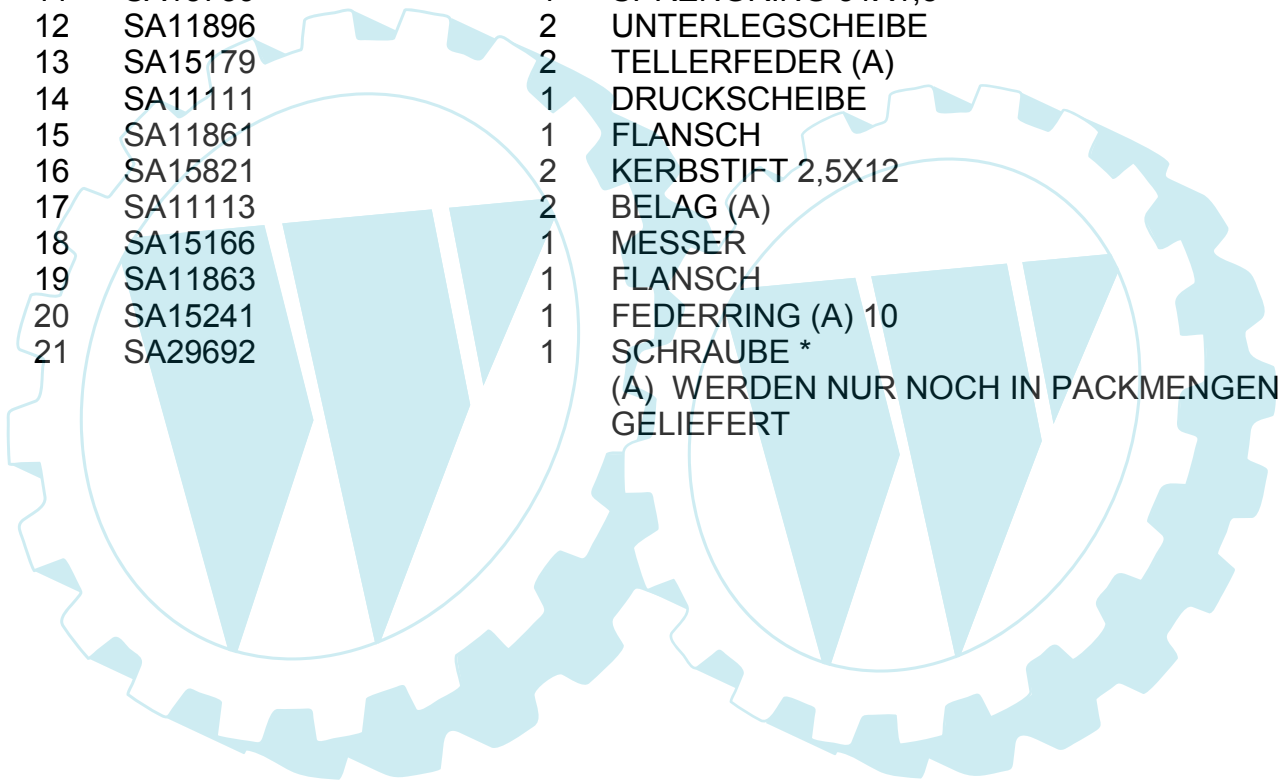 12 SA11896 2 UNTERLEGSCHEIBE
13 SA15179 2 TELLERFEDER (A)
14 SA11111 1 DRUCKSCHEIBE
15 SA11861 1 FLANSCH
16 SA15821 2 KERBSTIFT 2,5X12
17 SA11113 2 BELAG (A)
18 SA15166 1 MESSER
19 SA11863 1 FLANSCH
20 SA15241 1 FEDERRING (A) 10
21 SA29692 1 SCHRAUBE *
(A) WERDEN NUR NOCH IN PACKMENGEN
GELIEFERT